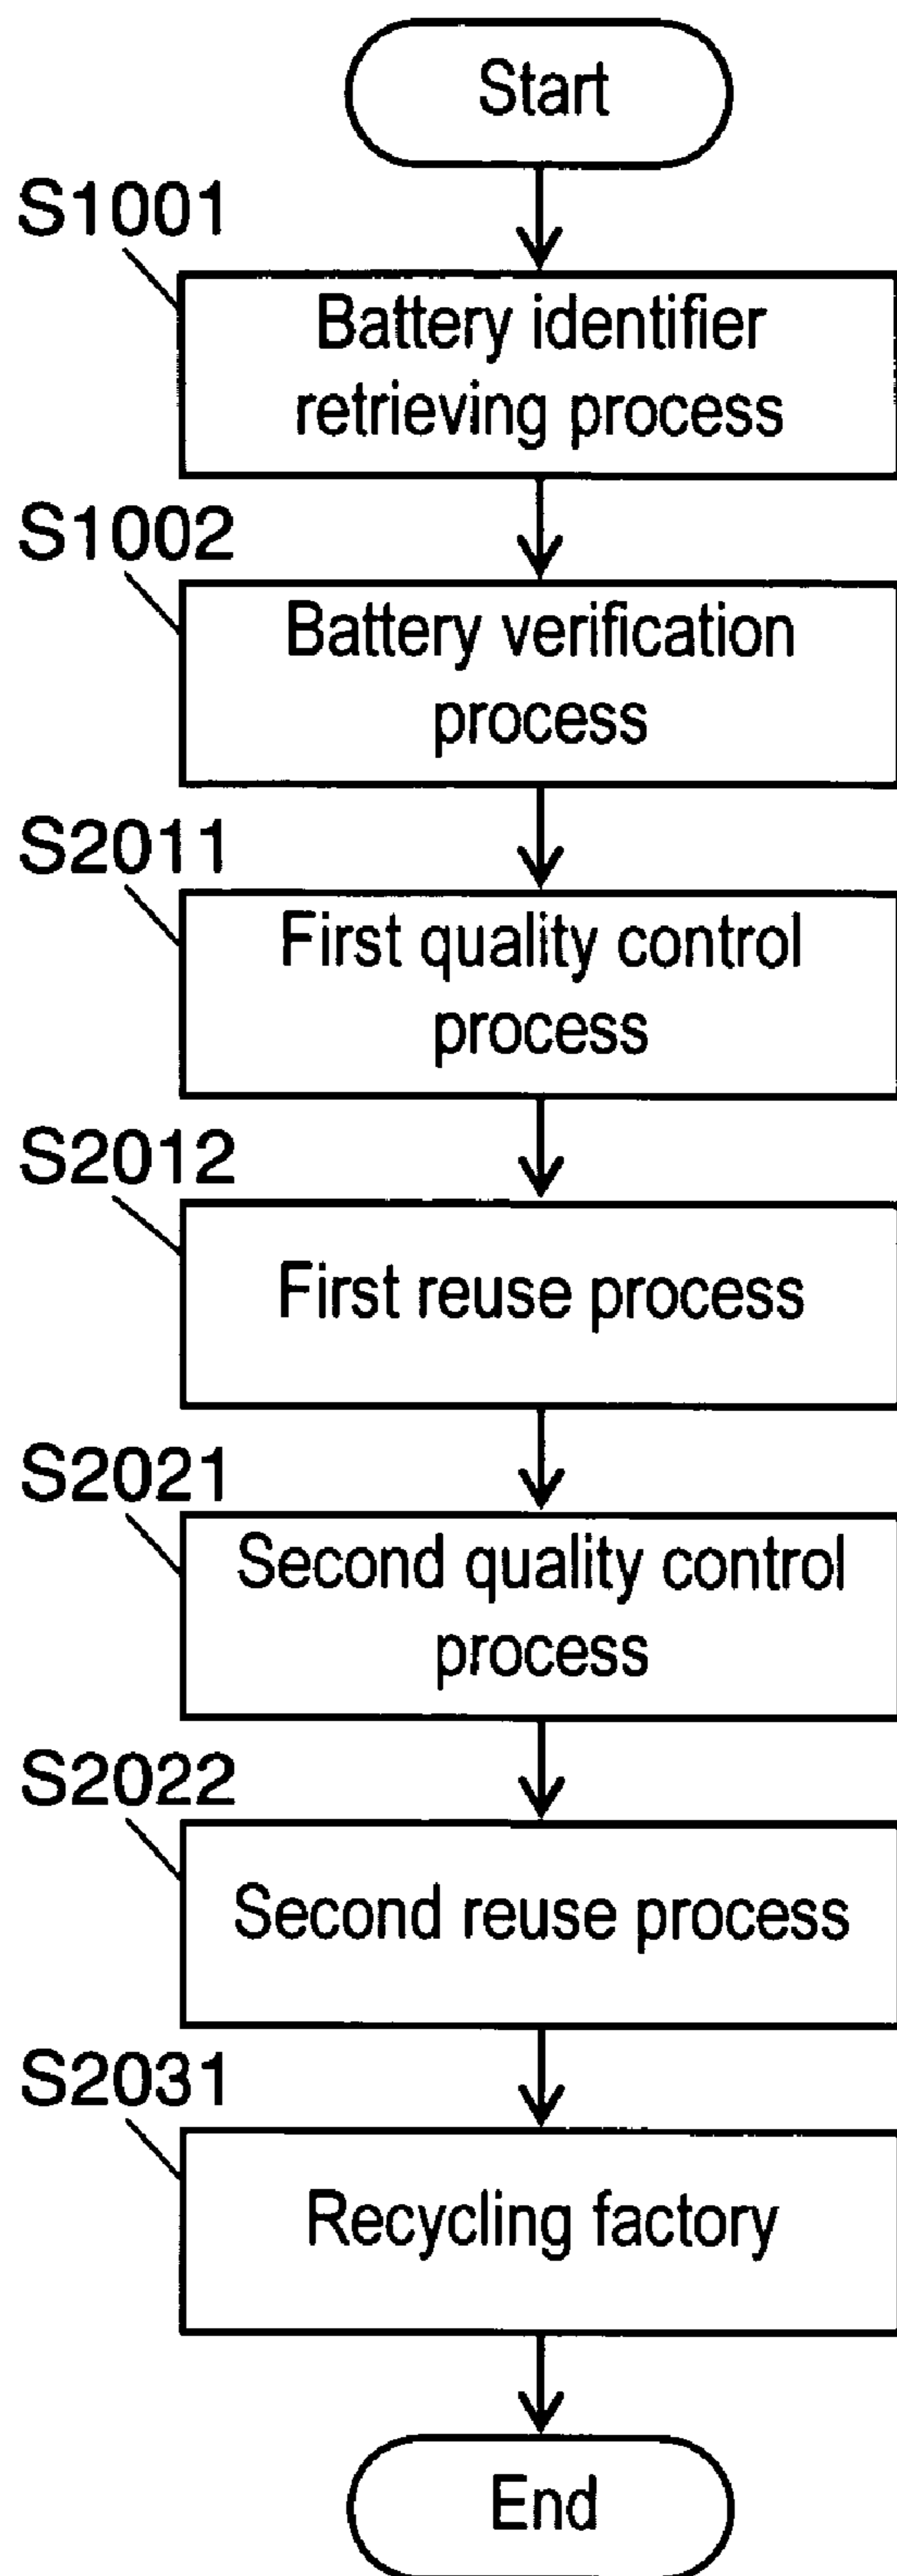 Start
S1001
Battery identifier
retrieving process
S1002
Battery verification
process
S2011
First quality control
process
S2012
First reuse process
S2021
Second quality control
process
S2022
Second reuse process
S2031
Recycling factory
End